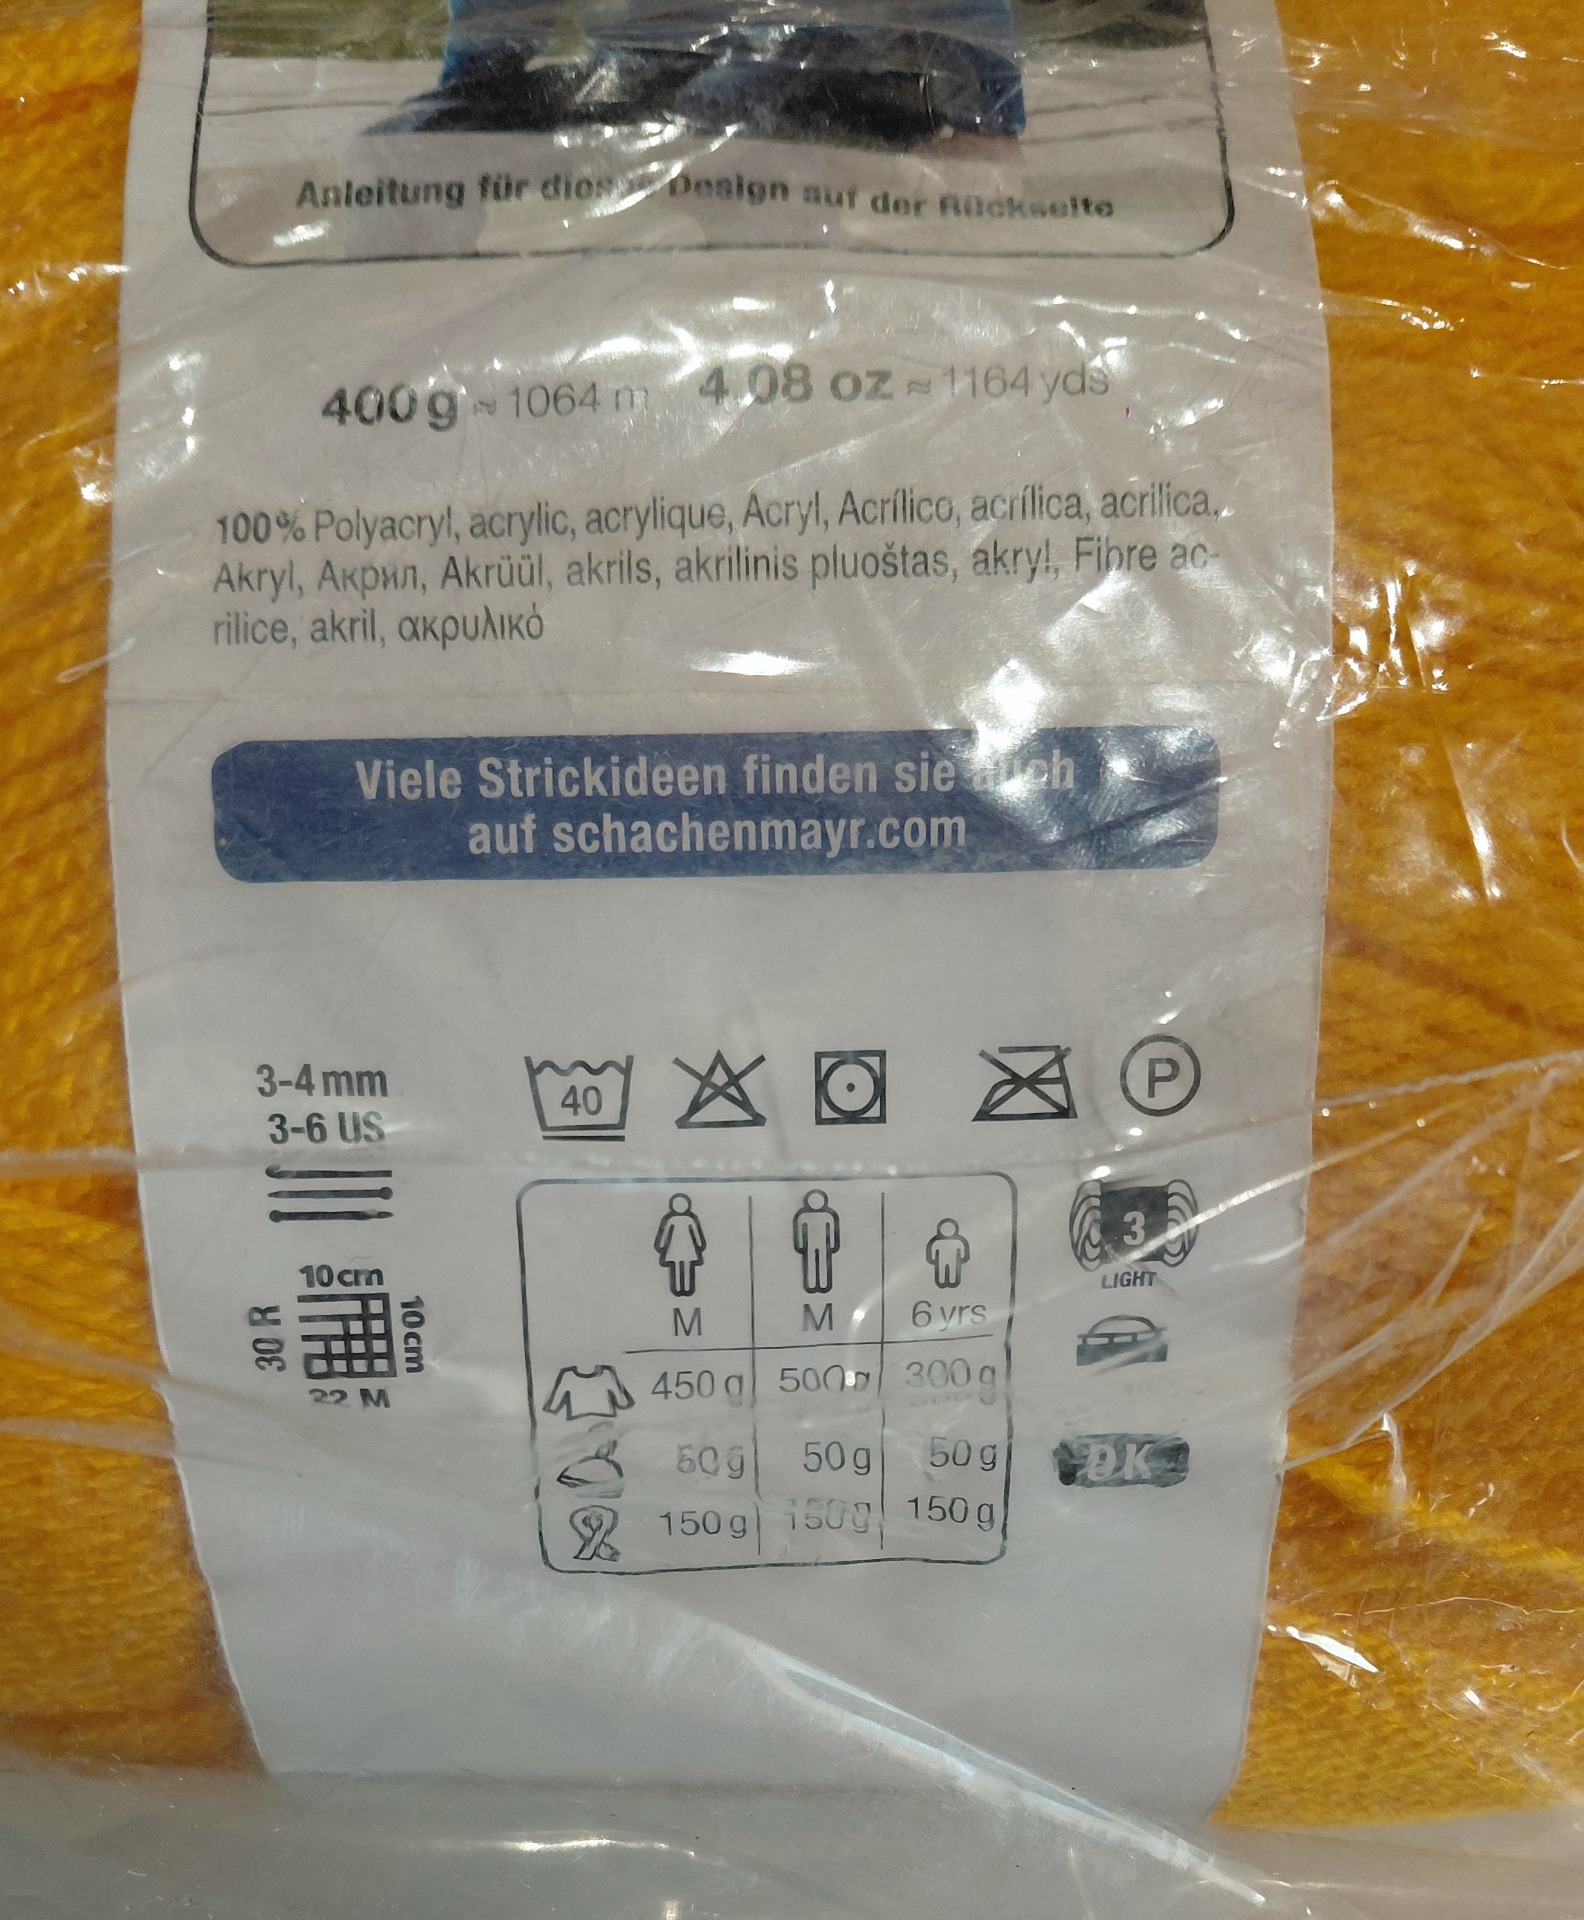 Anleitung für dieses Design auf der Rückseite
400 g ≈ 1064 m 4.08 oz ≈ 1164 yds
100% Polyacryl, acrylic, acrylique, Acryl, Acrílico, acrílica, acrilica,
Akryl, Акрил, Akrüül, akrils, akrilinis pluoštas, akryl, Fibre ac-
rilice, akril, ακρυλικό
Viele Strickideen finden sie auch
auf schachenmayr.com
3-4 mm
3-6 US
40
P
10 cm
30 R
10 cm
22 M
M M 6 yrs
450 g 500 g 300 g
50 g 50 g
150 g 150 g 150 g
3
LIGHT
DK